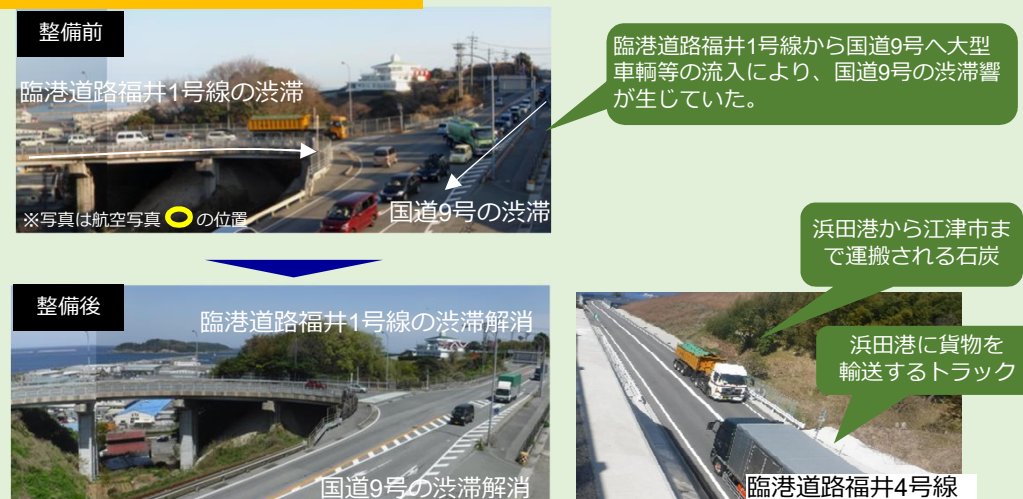 整備前
臨港道路福井1号線の渋滞
国道9号の渋滞
※写真は航空写真の位置
臨港道路福井1号線から国道9号へ大型
車輌等の流入により、国道9号の渋滞響
が生じていた。
整備後
臨港道路福井1号線の渋滞解消
国道9号の渋滞解消
浜田港から江津市ま
で運搬される石炭
浜田港に貨物を
輸送するトラック
臨港道路福井4号線